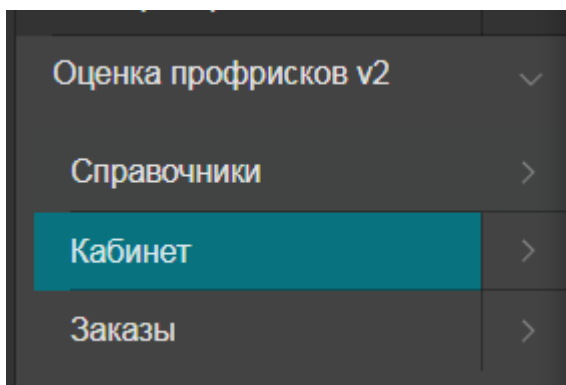 Оценка профрисков v2
Справочники
Кабинет
Заказы